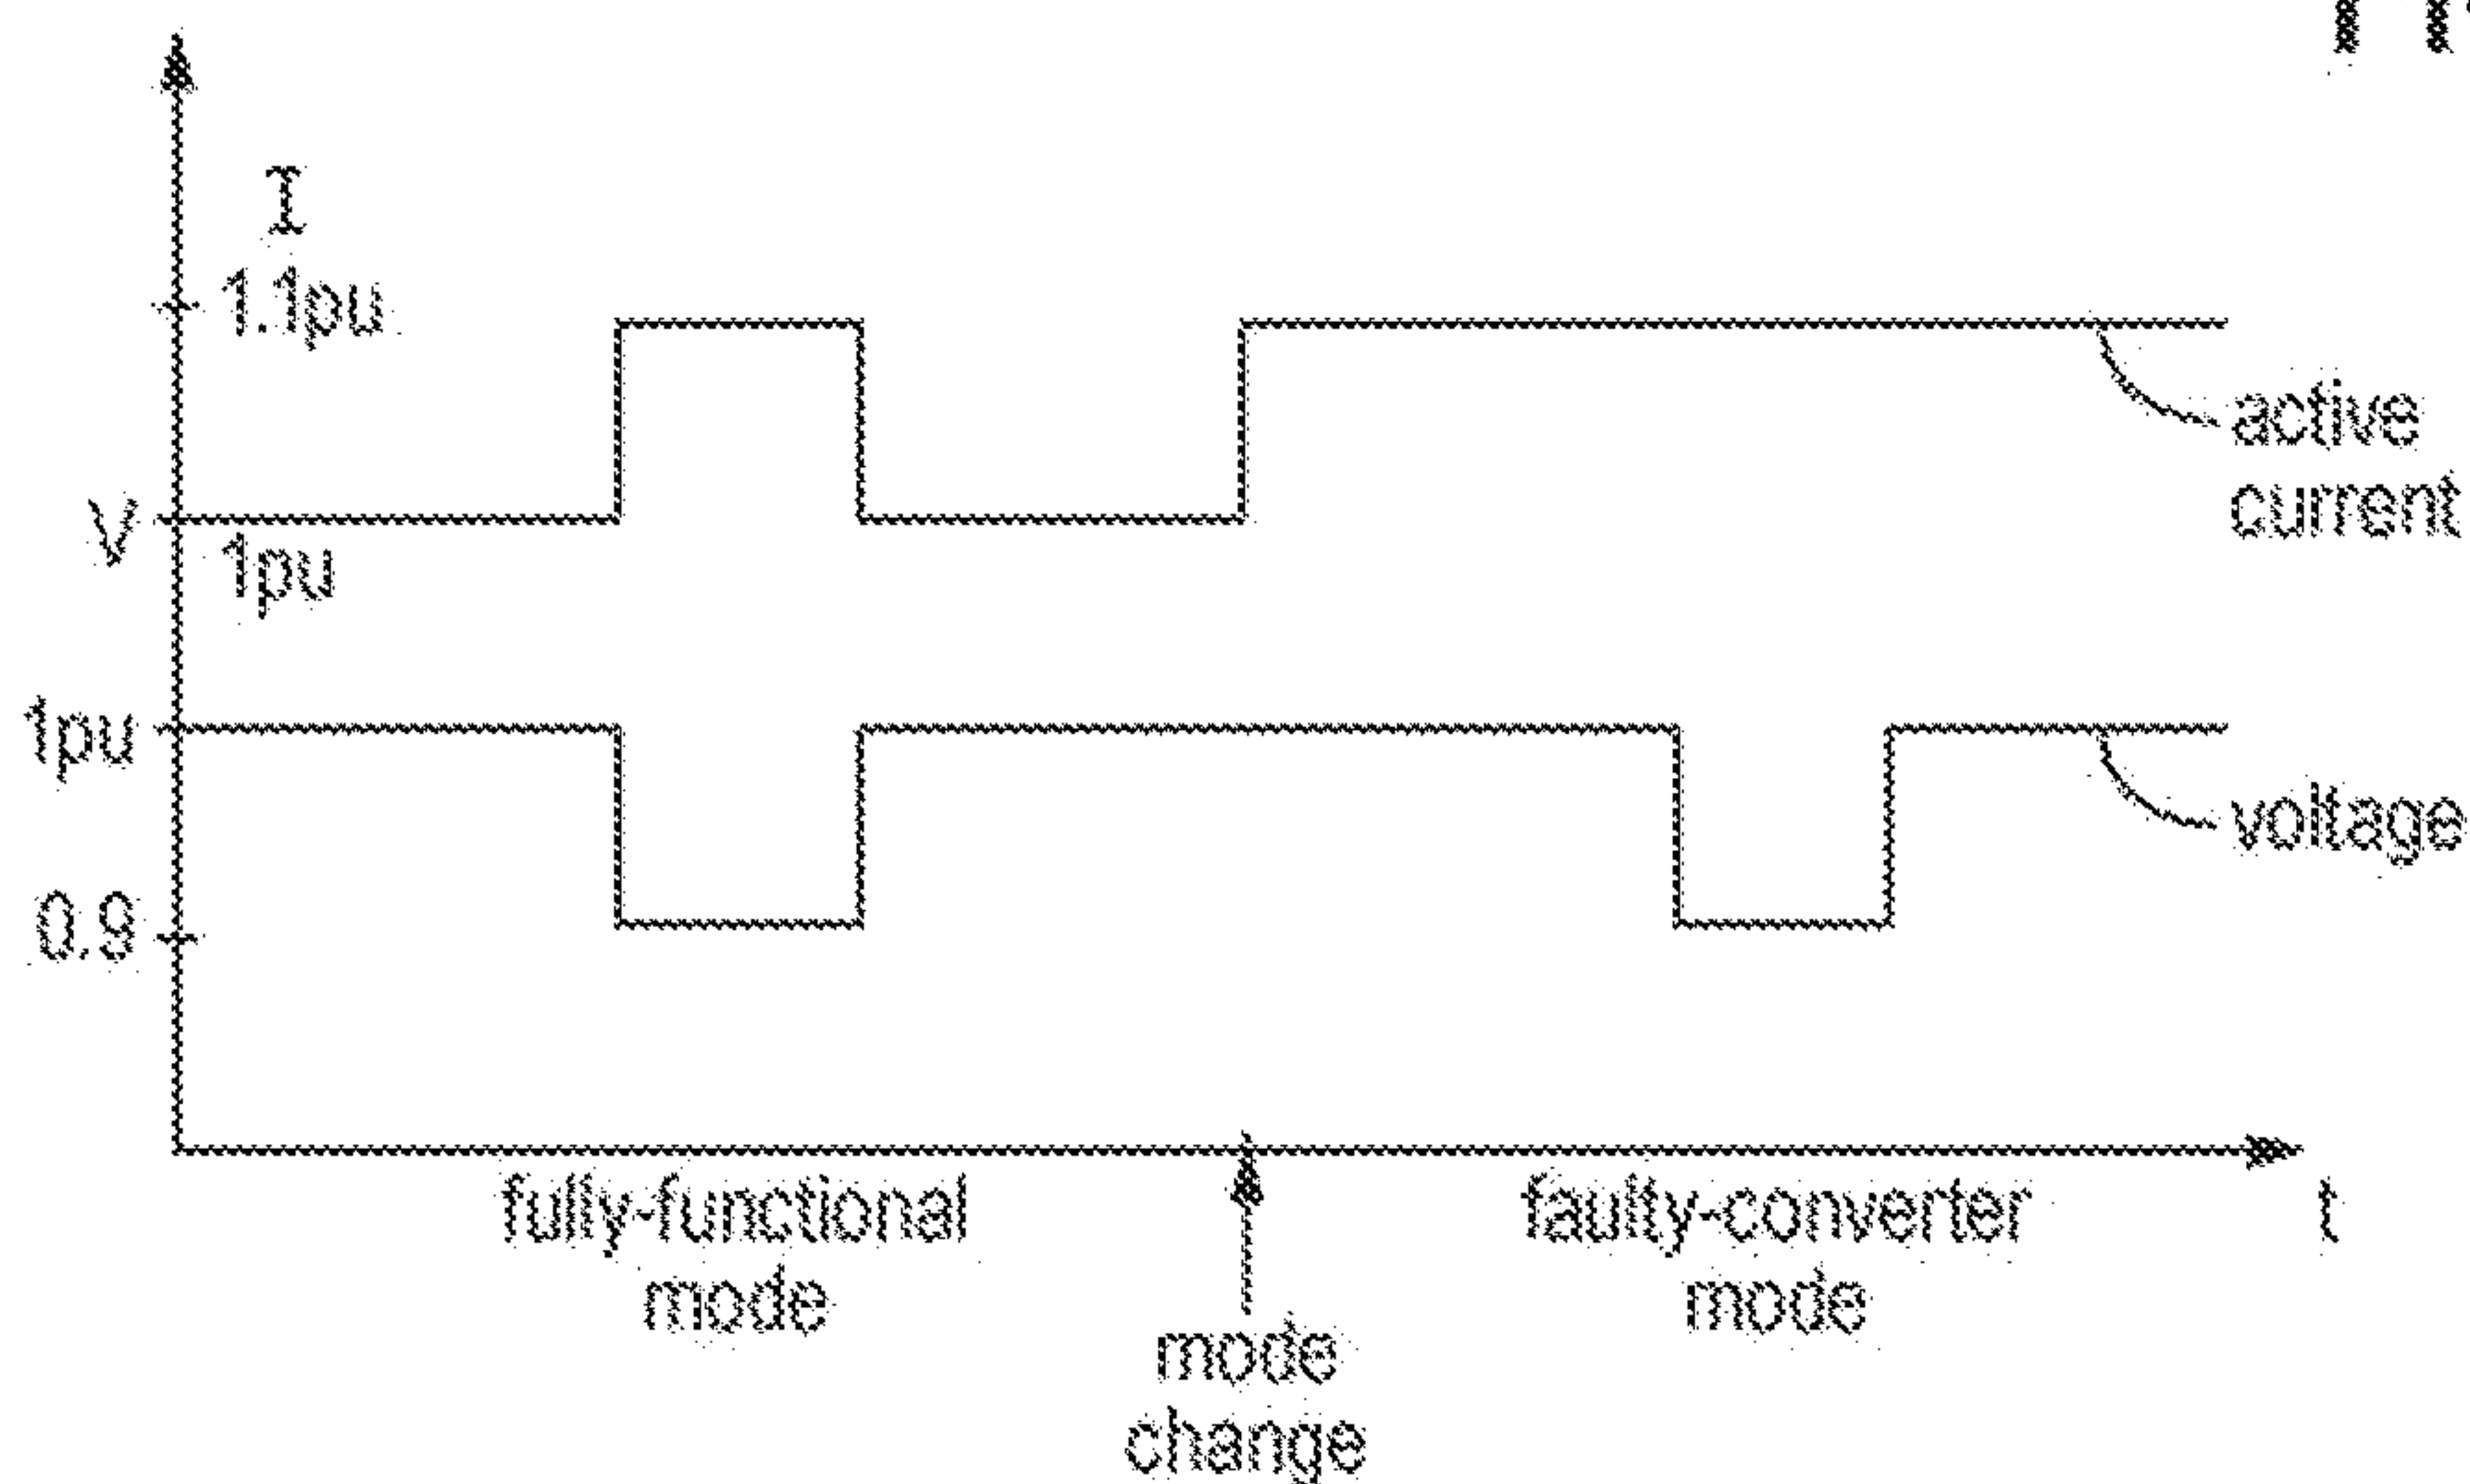 I
1.1pu
active
current
V
1pu
1pu
voltage
0.9
fully-functional
mode
faulty-converter
mode
t
mode
change